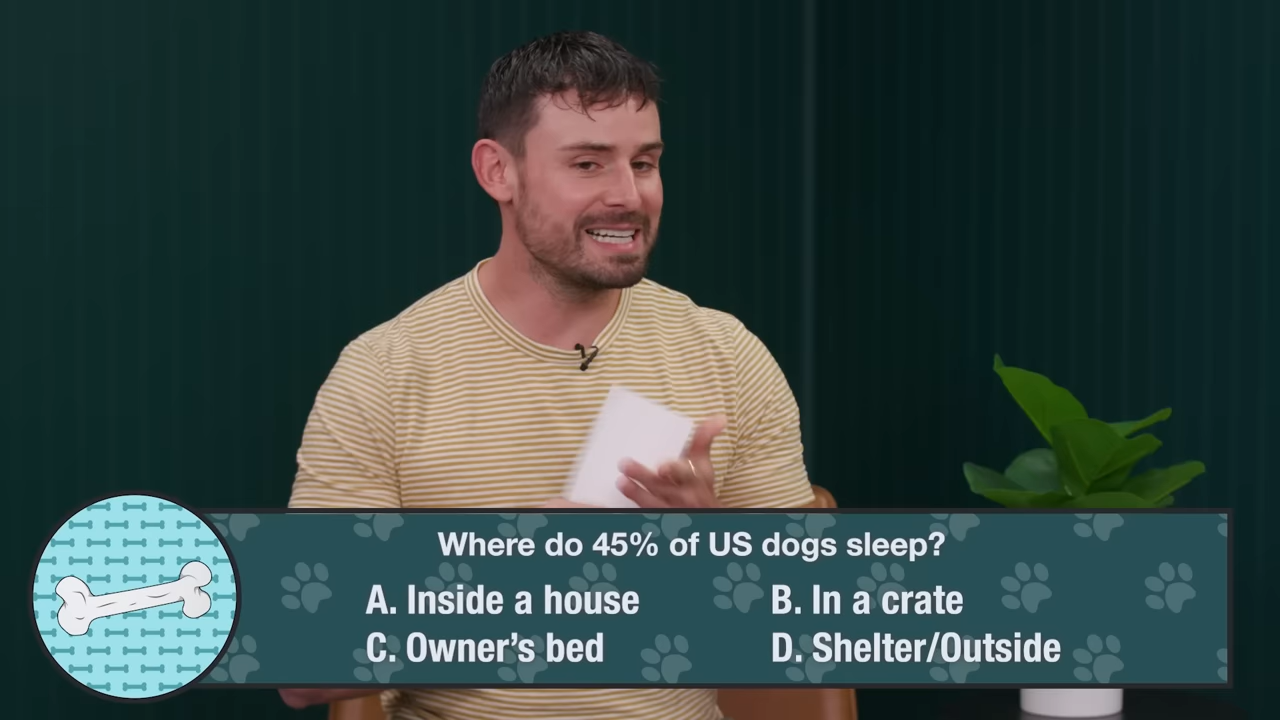 Where do 45% of US dogs sleep?
A. Inside a house B. In a crate
C. Owner's bed D. Shelter/Outside